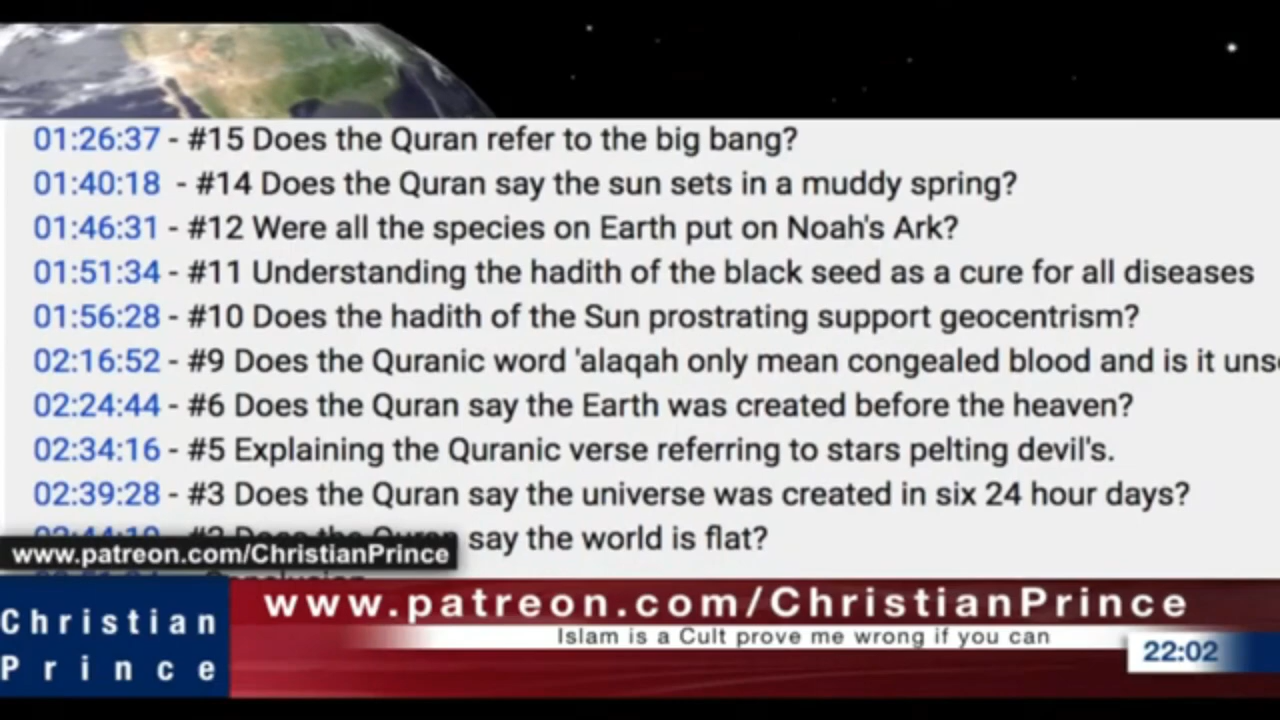 01:26:37 - #15 Does the Quran refer to the big bang?
01:40:18 - #14 Does the Quran say the sun sets in a muddy spring?
01:46:31 - #12 Were all the species on Earth put on Noah's Ark?
01:51:34 - #11 Understanding the hadith of the black seed as a cure for all diseases
01:56:28 - #10 Does the hadith of the Sun prostrating support geocentrism?
02:16:52 - #9 Does the Quranic word 'alaqah only mean congealed blood and is it
02:24:44 - #6 Does the Quran say the Earth was created before the heaven?
02:34:16 - #5 Explaining the Quranic verse referring to stars pelting devil's.
02:39:28 - #3 Does the Quran say the universe was created in six 24 hour days?
Does the Quran say the world is flat?
www.patreon.com/ChristianPrince
www.patreon.com/ChristianPrince
Islam is a Cult prove me wrong if you can
Christian
Prince
22:02